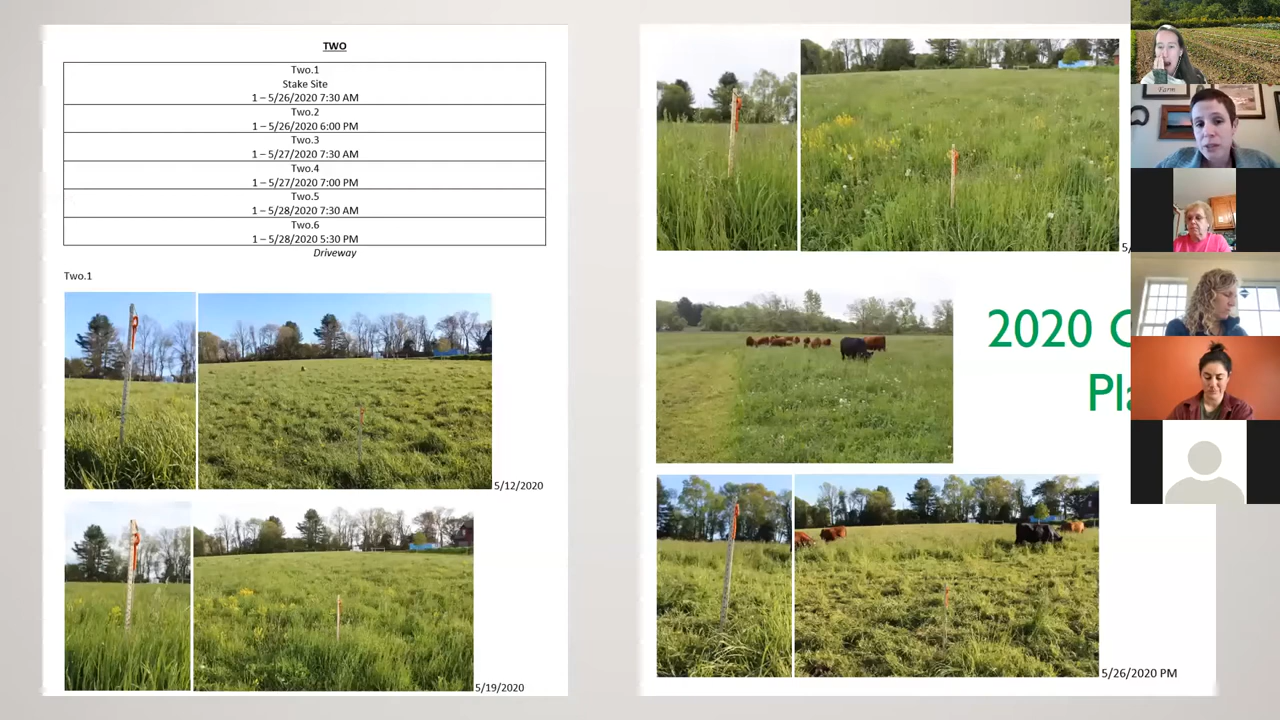 TWO
Two.1
Stake Site
1 – 5/26/2020 7:30 AM
Two.2
1 – 5/26/2020 6:00 PM
Two.3
1 – 5/27/2020 7:30 AM
Two.4
1 – 5/27/2020 7:00 PM
Two.5
1 – 5/28/2020 7:30 AM
Two.6
1 – 5/28/2020 5:30 PM
Driveway
Two.1
5/12/2020
5/19/2020
2020
Pla
5/26/2020 PM
Farm